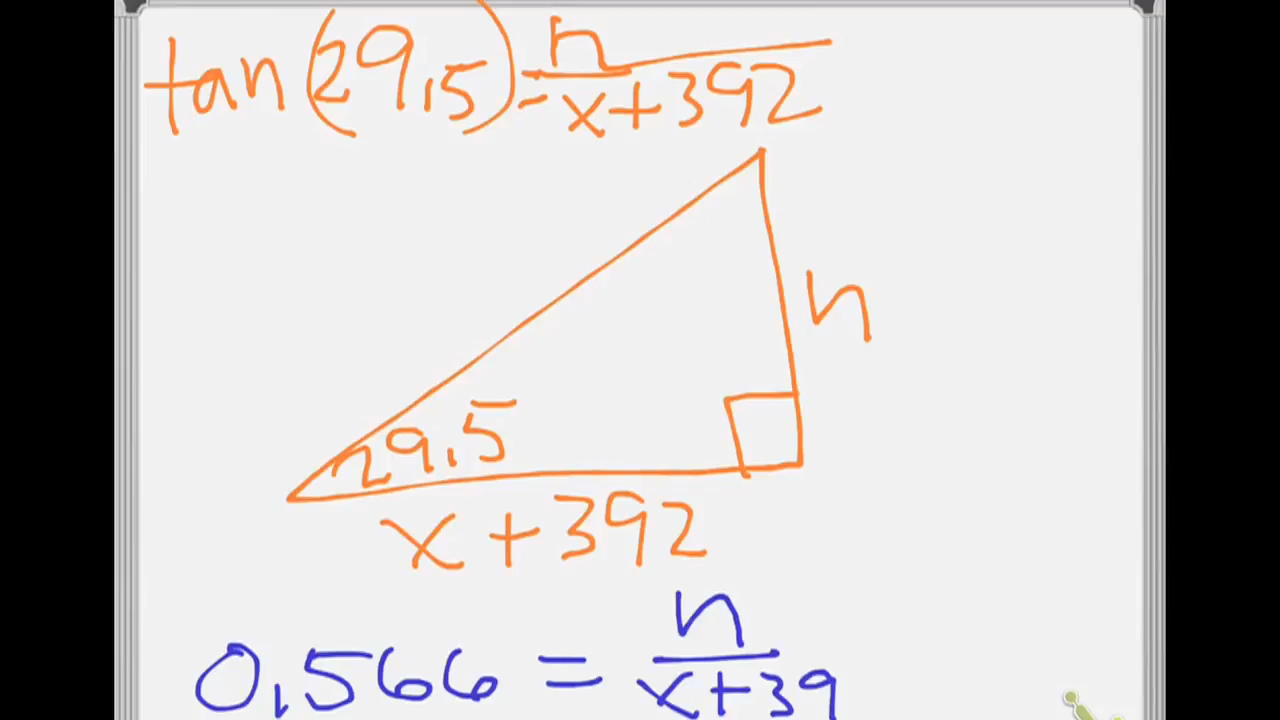 tan(29.5) = n
x+392
n
29.5
x+392
n
0.566 =
x+39